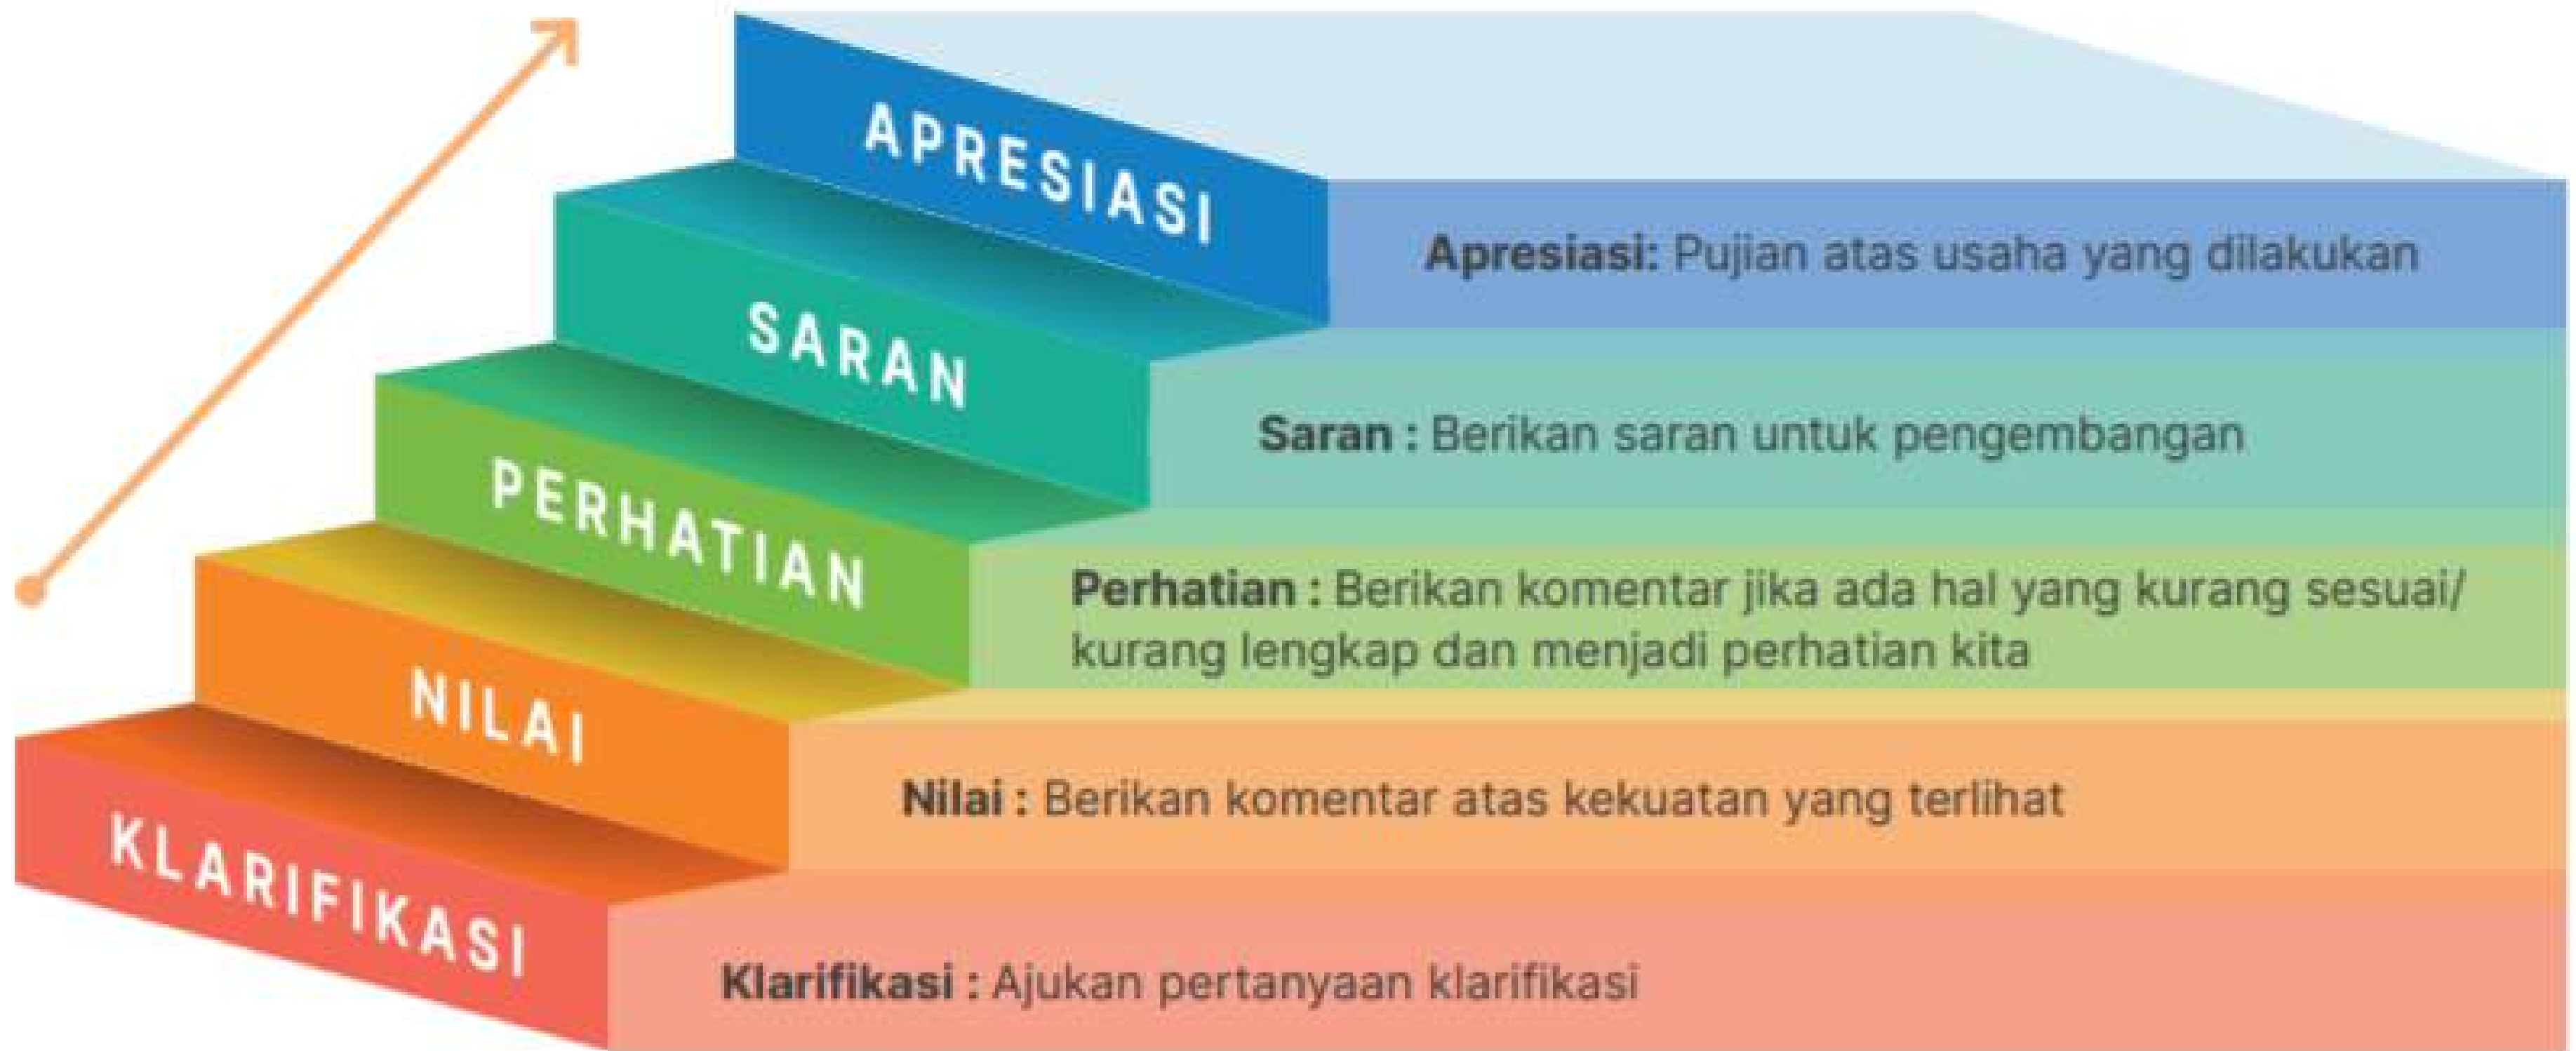 APRESIASI
Apresiasi: Pujian atas usaha yang dilakukan
SARAN
Saran : Berikan saran untuk pengembangan
PERHATIAN
Perhatian : Berikan komentar jika ada hal yang kurang sesuai/
kurang lengkap dan menjadi perhatian kita
NILAI
Nilai : Berikan komentar atas kekuatan yang terlihat
KLARIFIKASI
Klarifikasi : Ajukan pertanyaan klarifikasi